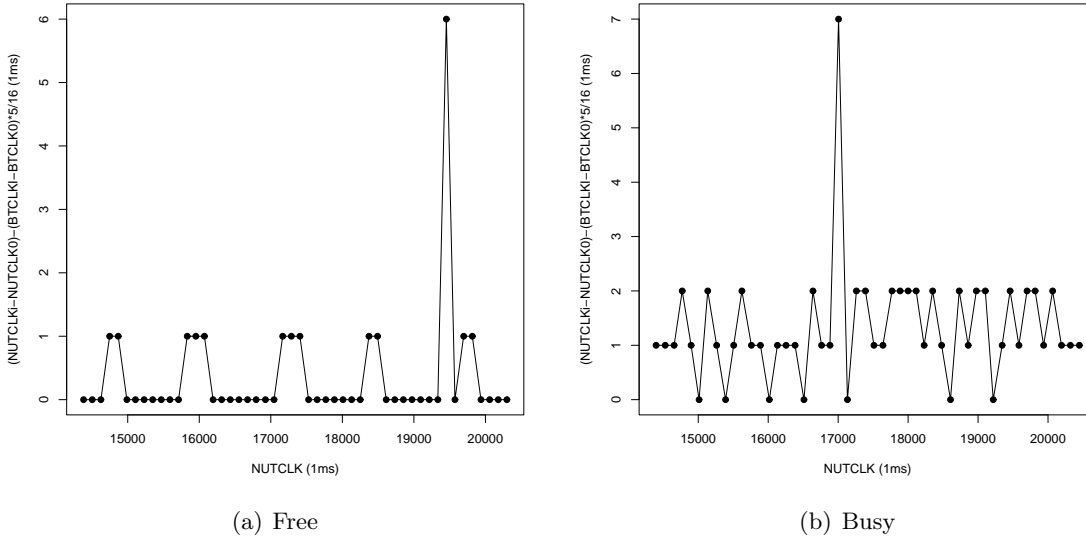 (NUTCLKi−NUTCLK0)−(BTCLKI−BTCLK0)*5/16 (1ms)
6
5
4
3
2
1
0
15000 16000 17000 18000 19000 20000
NUTCLK (1ms)
(a) Free
(NUTCLKi−NUTCLK0)−(BTCLKI−BTCLK0)*5/16 (1ms)
7
6
5
4
3
2
1
0
15000 16000 17000 18000 19000 20000
NUTCLK (1ms)
(b) Busy